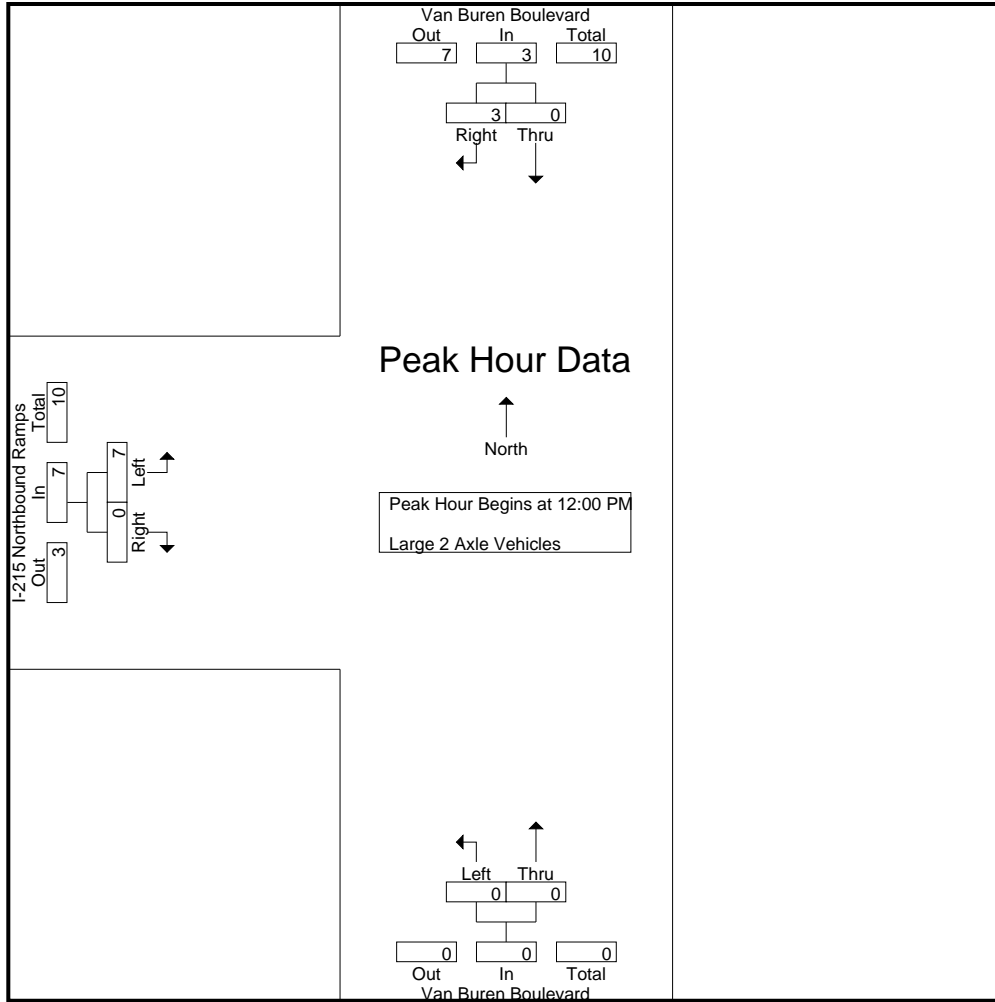 Van Buren Boulevard
Out In Total
7 3 10
3 0
Right Thru
Peak Hour Data
North
Peak Hour Begins at 12:00 PM
Large 2 Axle Vehicles
I-215 Northbound Ramps
Out In Total
3 7 10
0 7
Right Left
Left Thru
0 0
0 0 0
Out In Total
Van Buren Boulevard